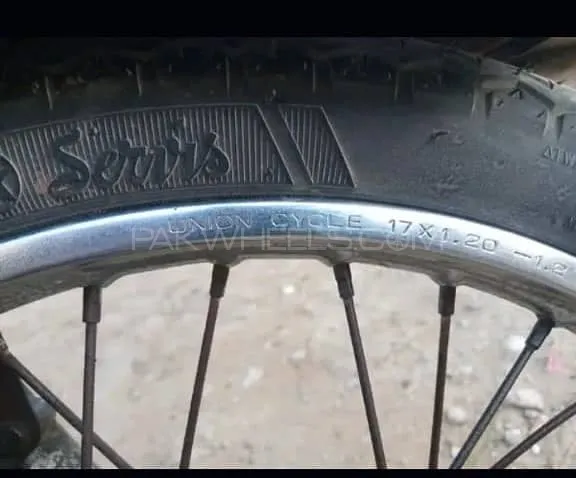 Servis
UNION CYCLE 17X1.20 -1.2
PAKWHEELS.COM